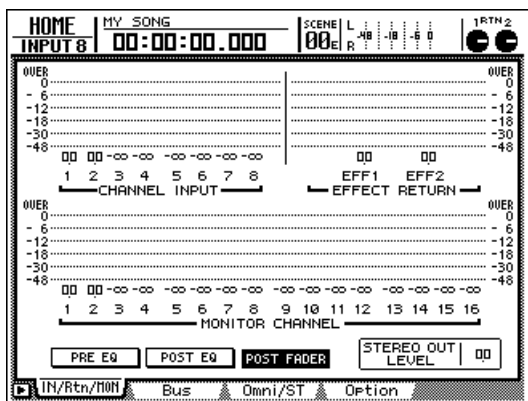 HOME MY SONG SCENE L -48 -18 -6 0 1 RTN 2
INPUT 8 00:00:00.000 00E R
OVER OVER
0 0
- 6 - 6
-12 -12
-18 -18
-30 -30
-48 -48
00 00 -∞ -∞ -∞ -∞ -∞ -∞ 00 00
1 2 3 4 5 6 7 8 EFF1 EFF2
CHANNEL INPUT EFFECT RETURN
OVER OVER
0 0
- 6 - 6
-12 -12
-18 -18
-30 -30
-48 -48
00 00 -∞ -∞ -∞ -∞ -∞ -∞ -∞ -∞ -∞ -∞ -∞ -∞ -∞ -∞
1 2 3 4 5 6 7 8 9 10 11 12 13 14 15 16
MONITOR CHANNEL
PRE EQ POST EQ POST FADER STEREO OUT LEVEL 00
IN/Rtn/MON Bus Omni/ST Option